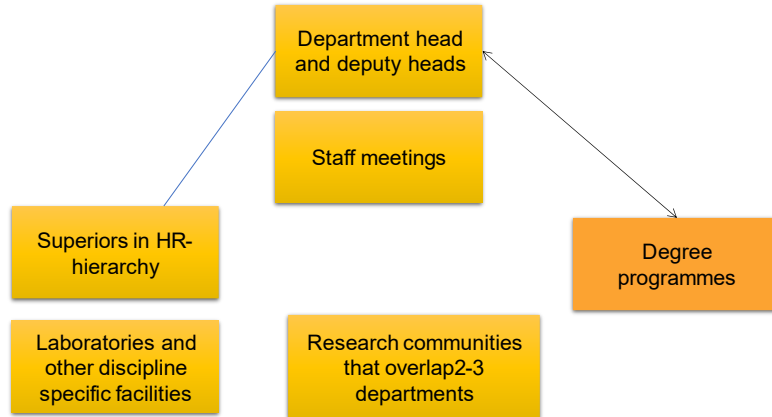 Department head
and deputy heads
Staff meetings
Superiors in HR-
hierarchy
Degree
programmes
Laboratories and
other discipline
specific facilities
Research communities
that overlap2-3
departments